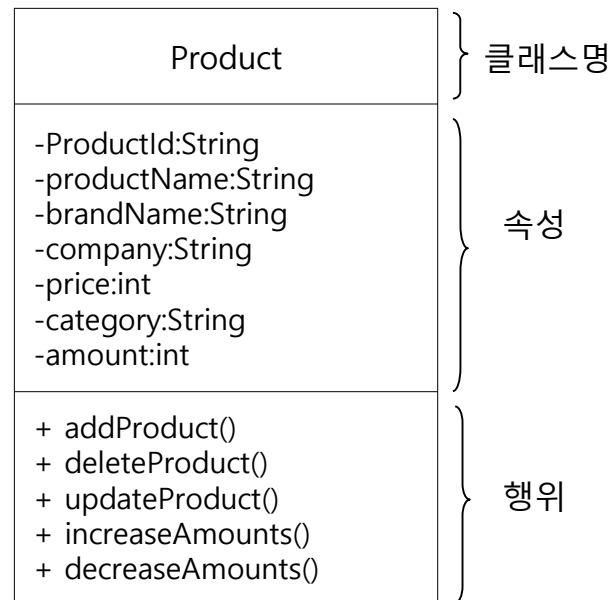 Product
클래스명
-ProductId:String
-productName:String
-brandName:String
-company:String
-price:int
-category:String
-amount:int
속성
+ addProduct()
+ deleteProduct()
+ updateProduct()
+ increaseAmounts()
+ decreaseAmounts()
행위